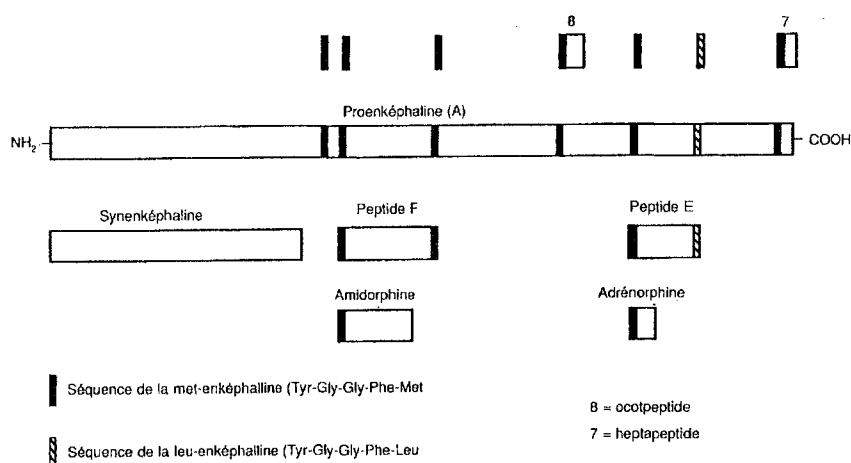 8 7
Proenképhaline (A)
NH2 COOH
Synenképhaline Peptide F Peptide E
Amidorphine Adrénorphine
Séquence de la met-enképhalline (Tyr-Gly-Gly-Phe-Met
8 = ocotpeptide
7 = heptapeptide
Séquence de la leu-enképhalline (Tyr-Gly-Gly-Phe-Leu